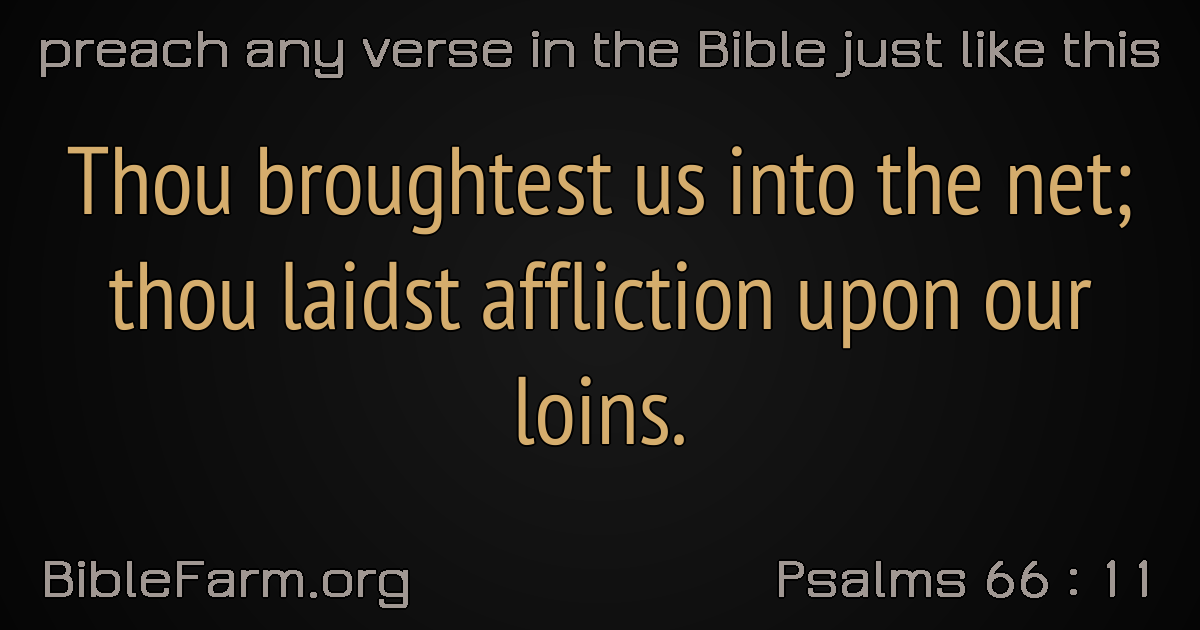 preach any verse in the Bible just like this
Thou broughtest us into the net;
thou laidst affliction upon our
loins.
BibleFarm.org
Psalms 66 : 11